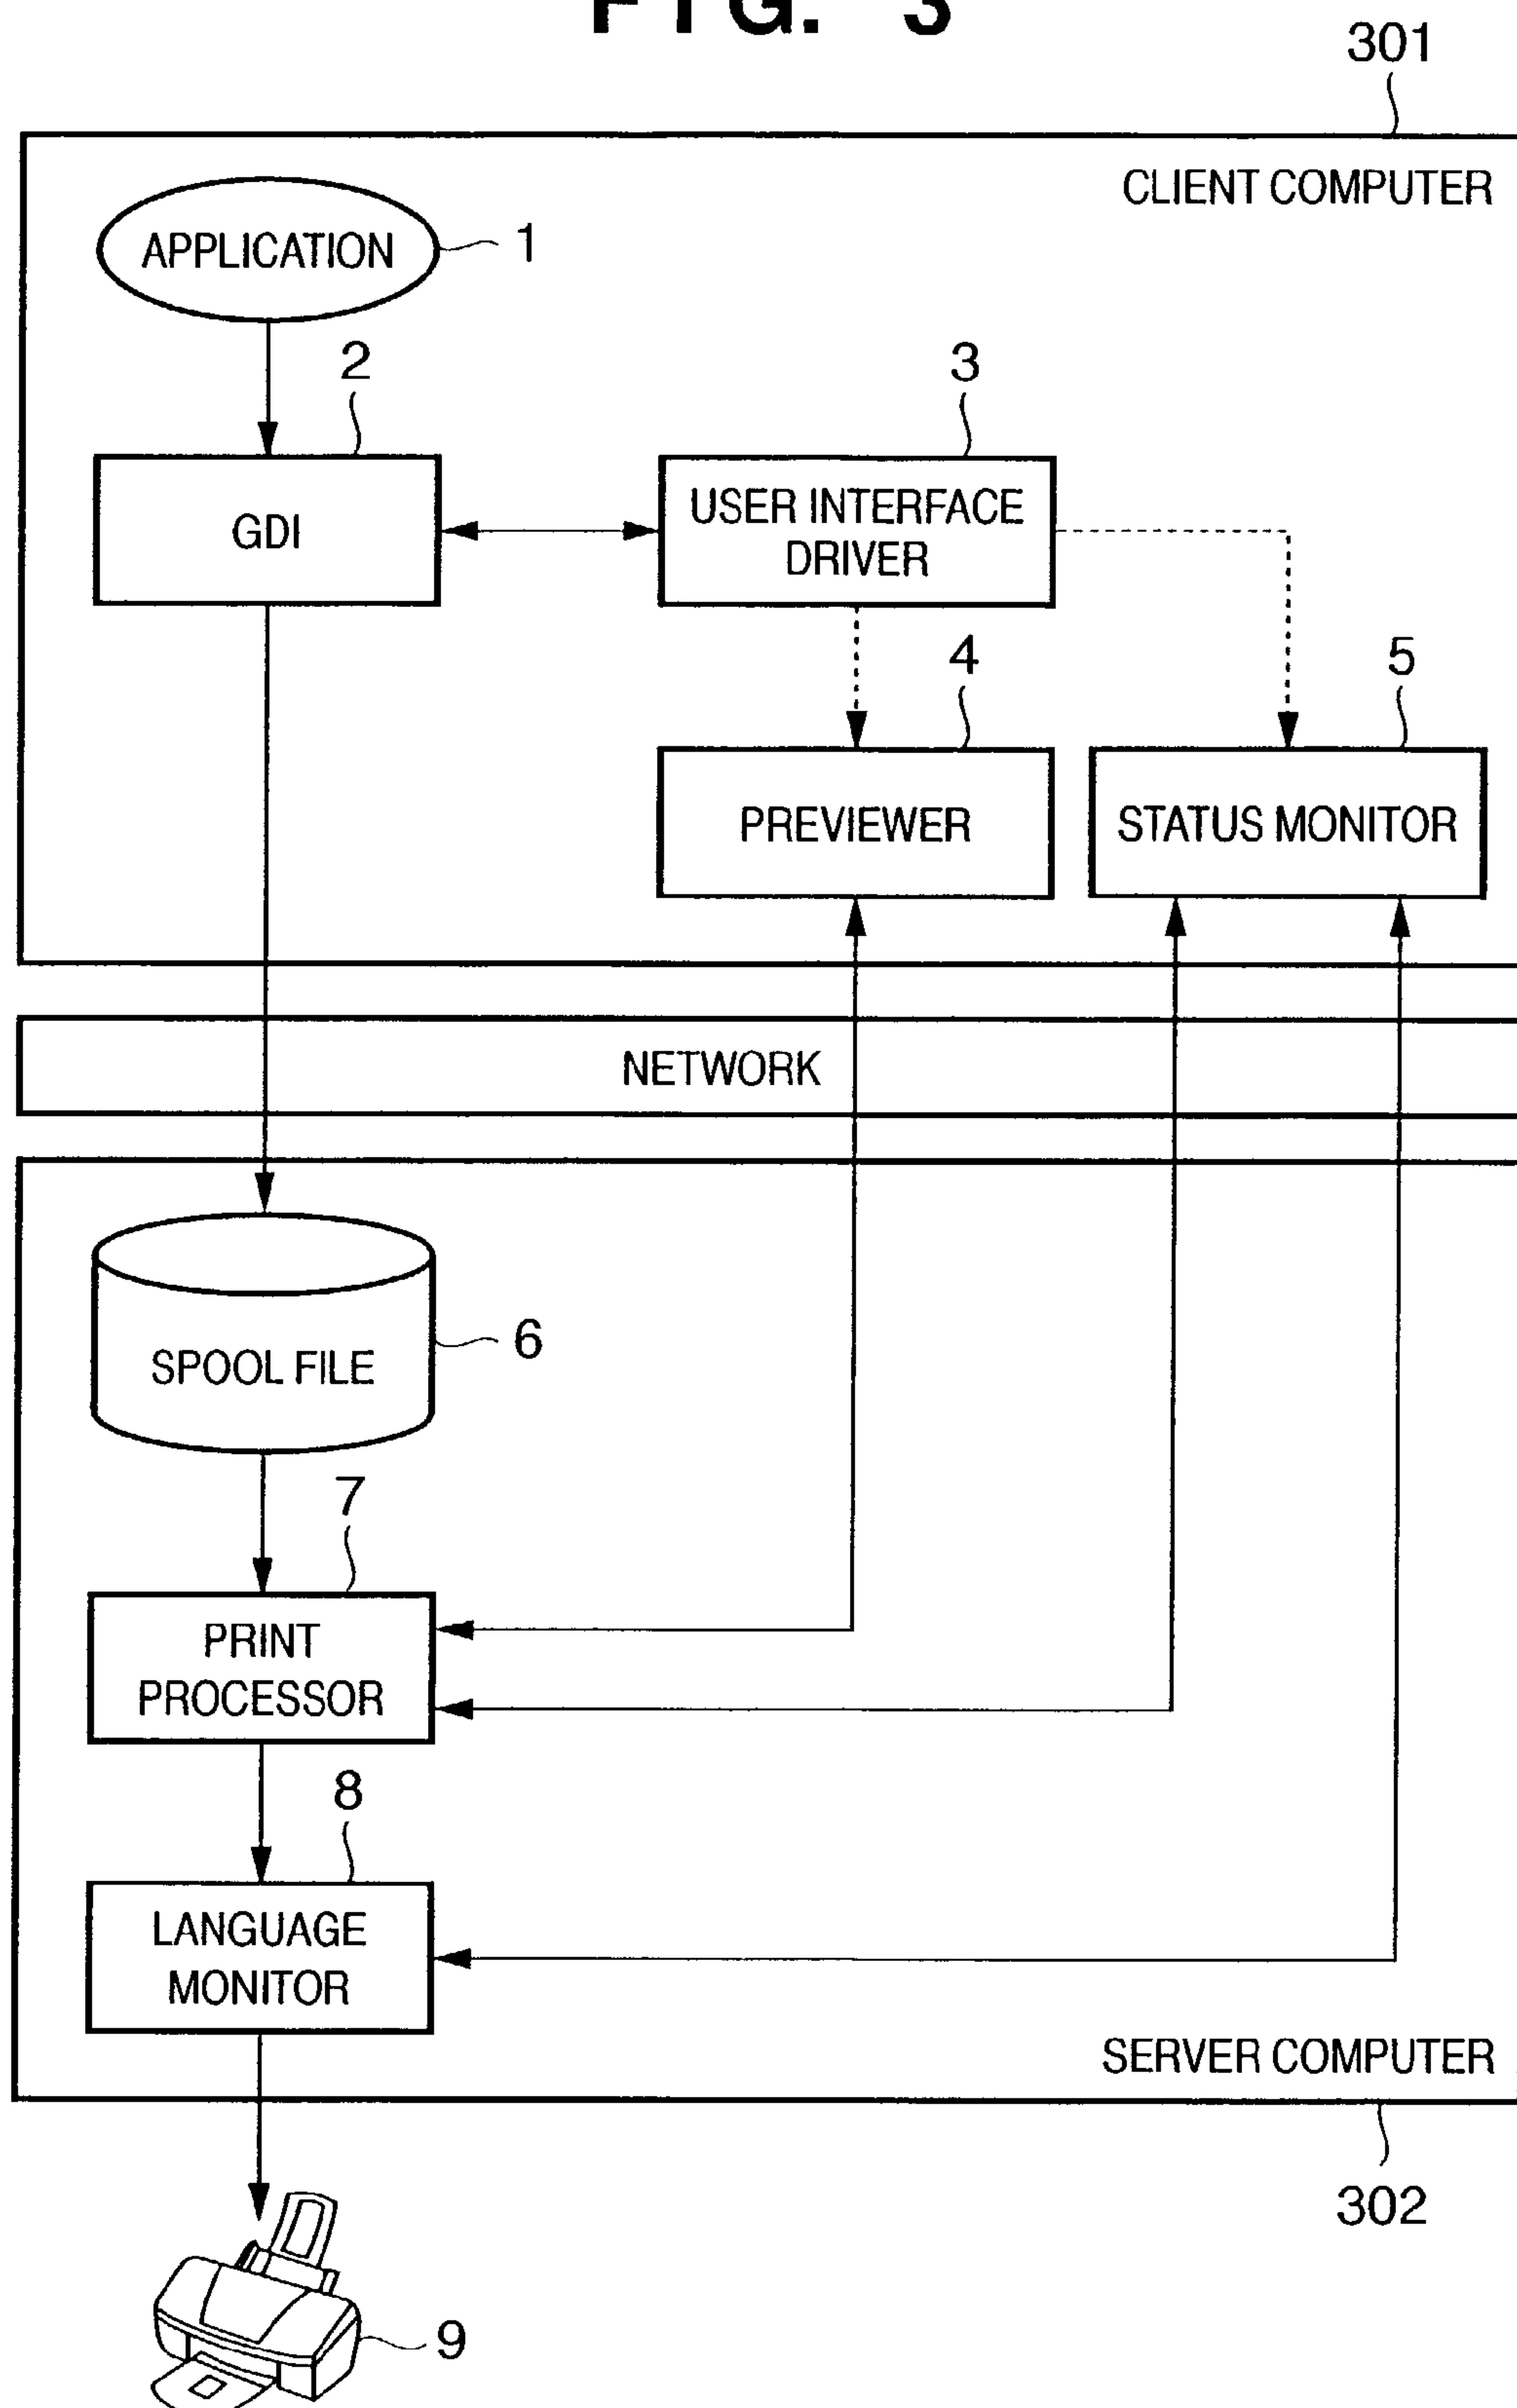 FIG. 3
301
CLIENT COMPUTER
APPLICATION
1
2
3
GDI
USER INTERFACE
DRIVER
4
5
PREVIEWER
STATUS MONITOR
NETWORK
SPOOL FILE
6
7
PRINT
PROCESSOR
8
LANGUAGE
MONITOR
SERVER COMPUTER
302
9